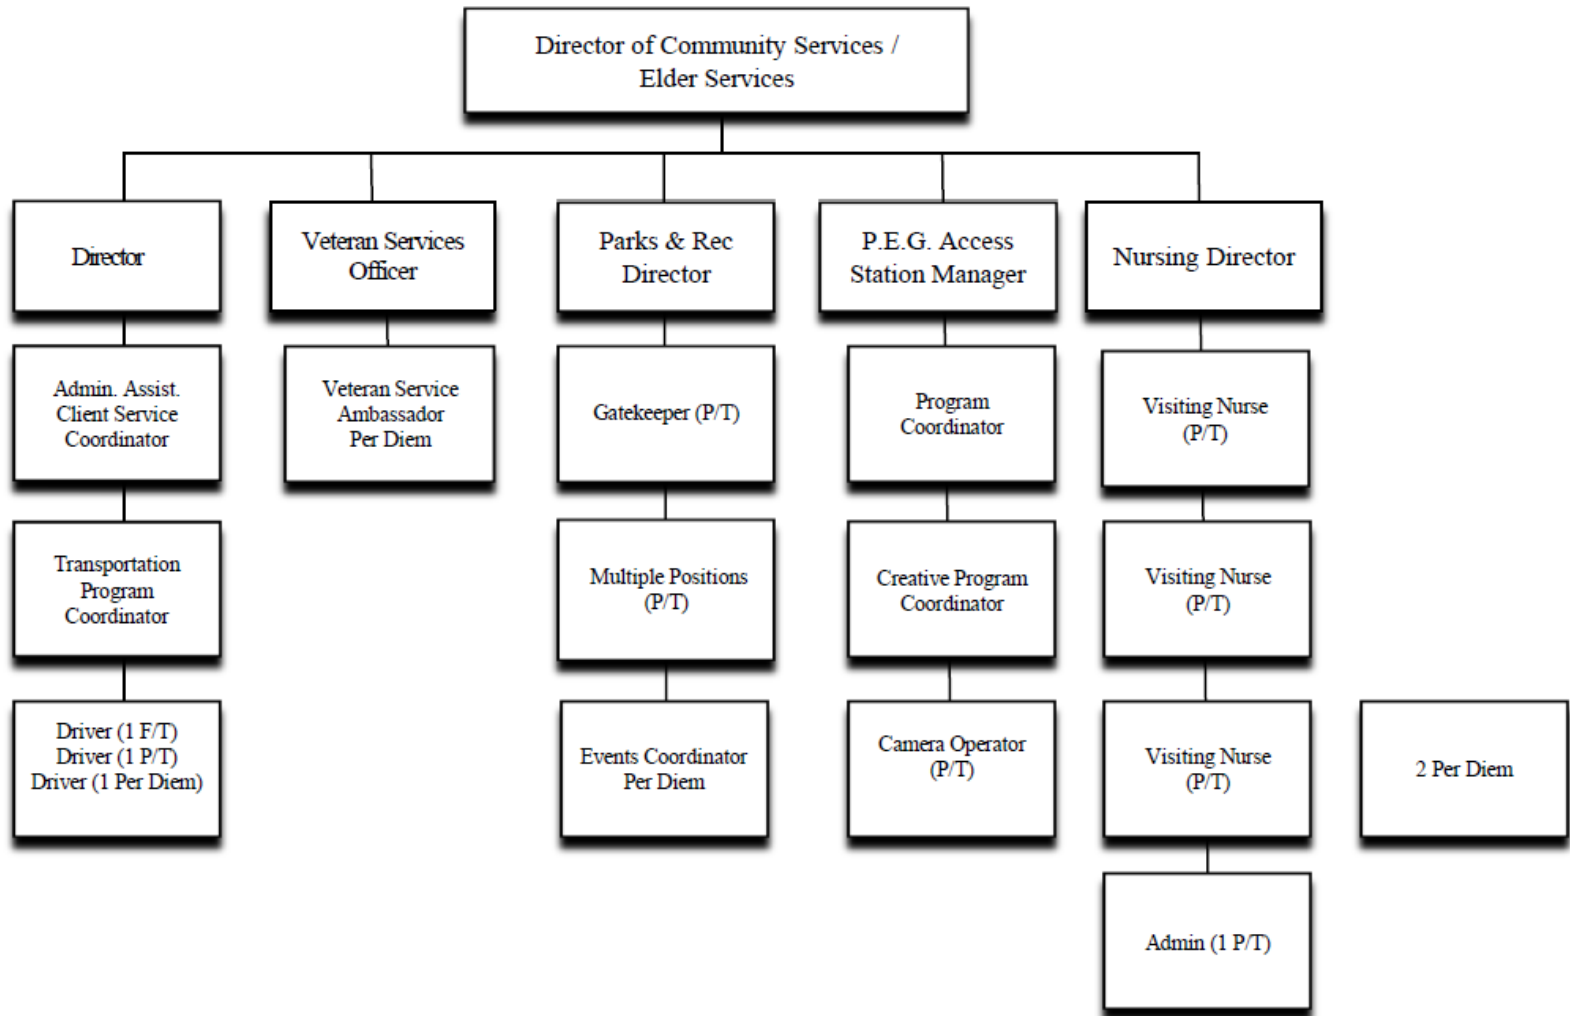 Director of Community Services /
Elder Services
Director
Veteran Services
Officer
Parks & Rec
Director
P.E.G. Access
Station Manager
Nursing Director
Admin. Assist.
Client Service
Coordinator
Veteran Service
Ambassador
Per Diem
Gatekeeper (P/T)
Program
Coordinator
Visiting Nurse
(P/T)
Transportation
Program
Coordinator
Multiple Positions
(P/T)
Creative Program
Coordinator
Visiting Nurse
(P/T)
Driver (1 F/T)
Driver (1 P/T)
Driver (1 Per Diem)
Events Coordinator
Per Diem
Camera Operator
(P/T)
Visiting Nurse
(P/T)
2 Per Diem
Admin (1 P/T)